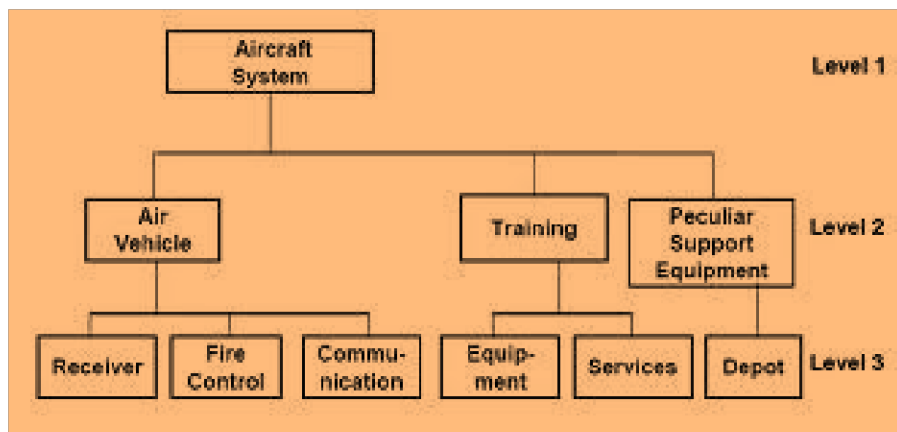 Aircraft
System
Level 1
Air
Vehicle
Training
Peculiar
Support
Equipment
Level 2
Receiver
Fire
Control
Commu-
nication
Equip-
ment
Services
Depot
Level 3